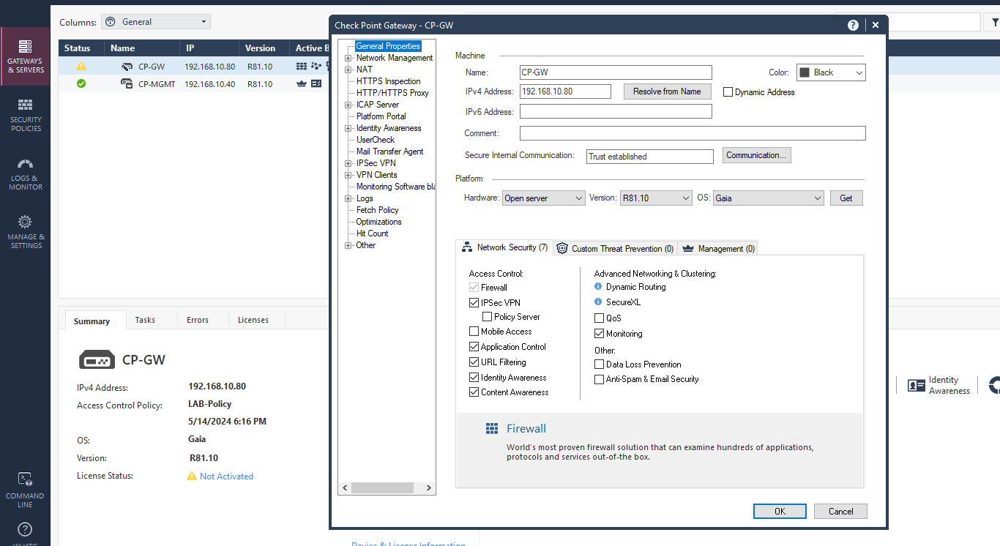 Columns:
General
Status Name IP Version Active B
CP-GW 192.168.10.80 R81.10
CP-MGMT 192.168.10.40 R81.10
GATEWAYS
& SERVERS
SECURITY
POLICIES
LOGS &
MONITOR
MANAGE &
SETTINGS
COMMAND
LINE
WHAT'S
Summary Tasks Errors Licenses
CP-GW
IPv4 Address: 192.168.10.80
Access Control Policy: LAB-Policy
5/14/2024 6:16 PM
OS: Gaia
Version: R81.10
License Status: Not Activated
Device & License Information
Identity
Awareness
Check Point Gateway - CP-GW
General Properties
Network Management
NAT
HTTPS Inspection
HTTP/HTTPS Proxy
ICAP Server
Platform Portal
Identity Awareness
UserCheck
Mail Transfer Agent
IPSec VPN
VPN Clients
Monitoring Software bla
Logs
Fetch Policy
Optimizations
Hit Count
Other
Machine
Name: CP-GW Color: Black
IPv4 Address: 192.168.10.80 Resolve from Name Dynamic Address
IPv6 Address:
Comment:
Secure Internal Communication: Trust established Communication...
Platform
Hardware: Open server Version: R81.10 OS: Gaia Get
Network Security (7) Custom Threat Prevention (0) Management (0)
Access Control:
Firewall
IPSec VPN
Policy Server
Mobile Access
Application Control
URL Filtering
Identity Awareness
Content Awareness
Advanced Networking & Clustering:
Dynamic Routing
SecureXL
QoS
Monitoring
Other:
Data Loss Prevention
Anti-Spam & Email Security
Firewall
World's most proven firewall solution that can examine hundreds of applications,
protocols and services out-of-the box.
OK Cancel